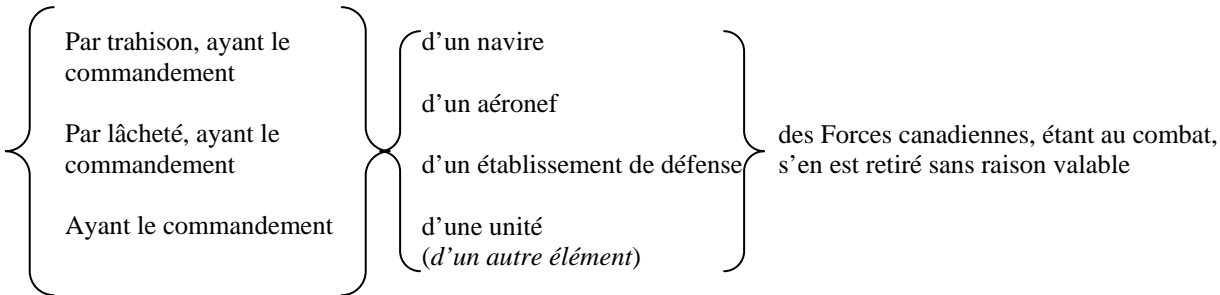 Par trahison, ayant le
commandement
Par lâcheté, ayant le
commandement
Ayant le commandement
d’un navire
d’un aéronef
d’un établissement de défense
d’une unité
(d’un autre élément)
des Forces canadiennes, étant au combat,
s’en est retiré sans raison valable